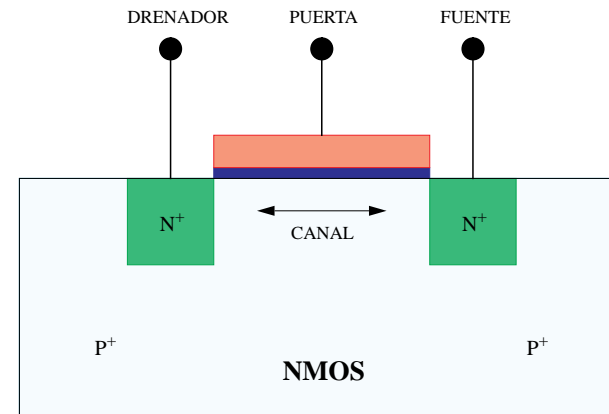 DRENADOR PUERTA FUENTE
N+ N+
CANAL
P+ P+
NMOS